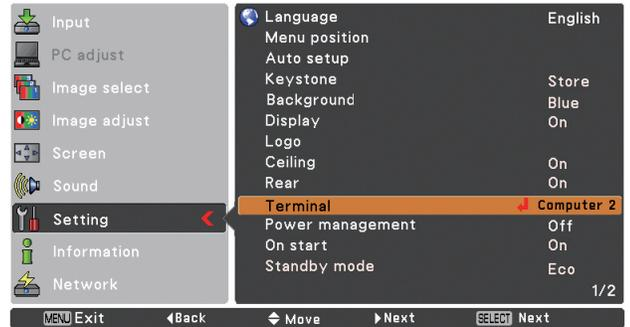 Input
PC adjust
Image select
Image adjust
Screen
Sound
Setting
Information
Network
Language English
Menu position
Auto setup
Keystone Store
Background Blue
Display On
Logo
Ceiling On
Rear On
Terminal Computer 2
Power management Off
On start On
Standby mode Eco
1/2
MENU Exit Back Move Next SELECT Next